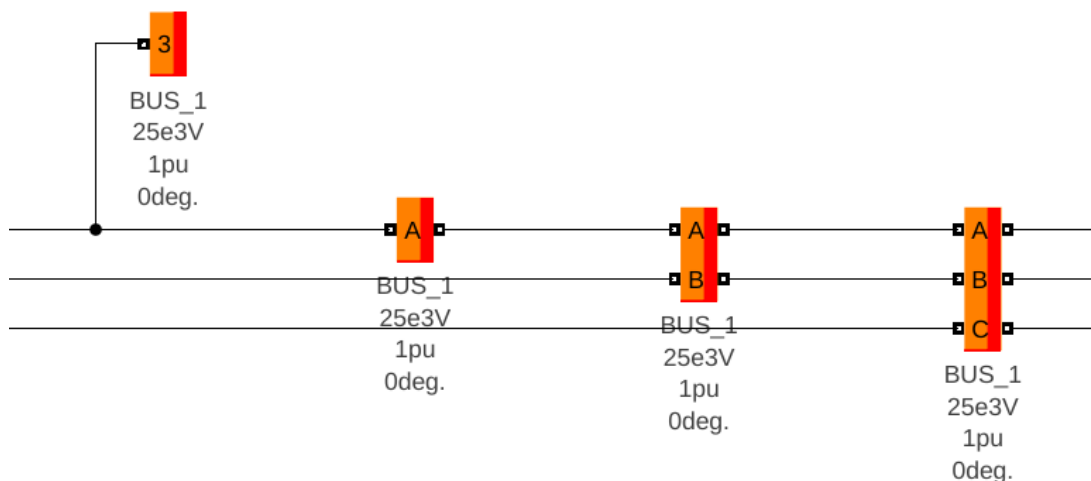 3
BUS_1
25e3V
1pu
0deg.
A
BUS_1
25e3V
1pu
0deg.
A
B
BUS_1
25e3V
1pu
0deg.
A
B
C
BUS_1
25e3V
1pu
0deg.